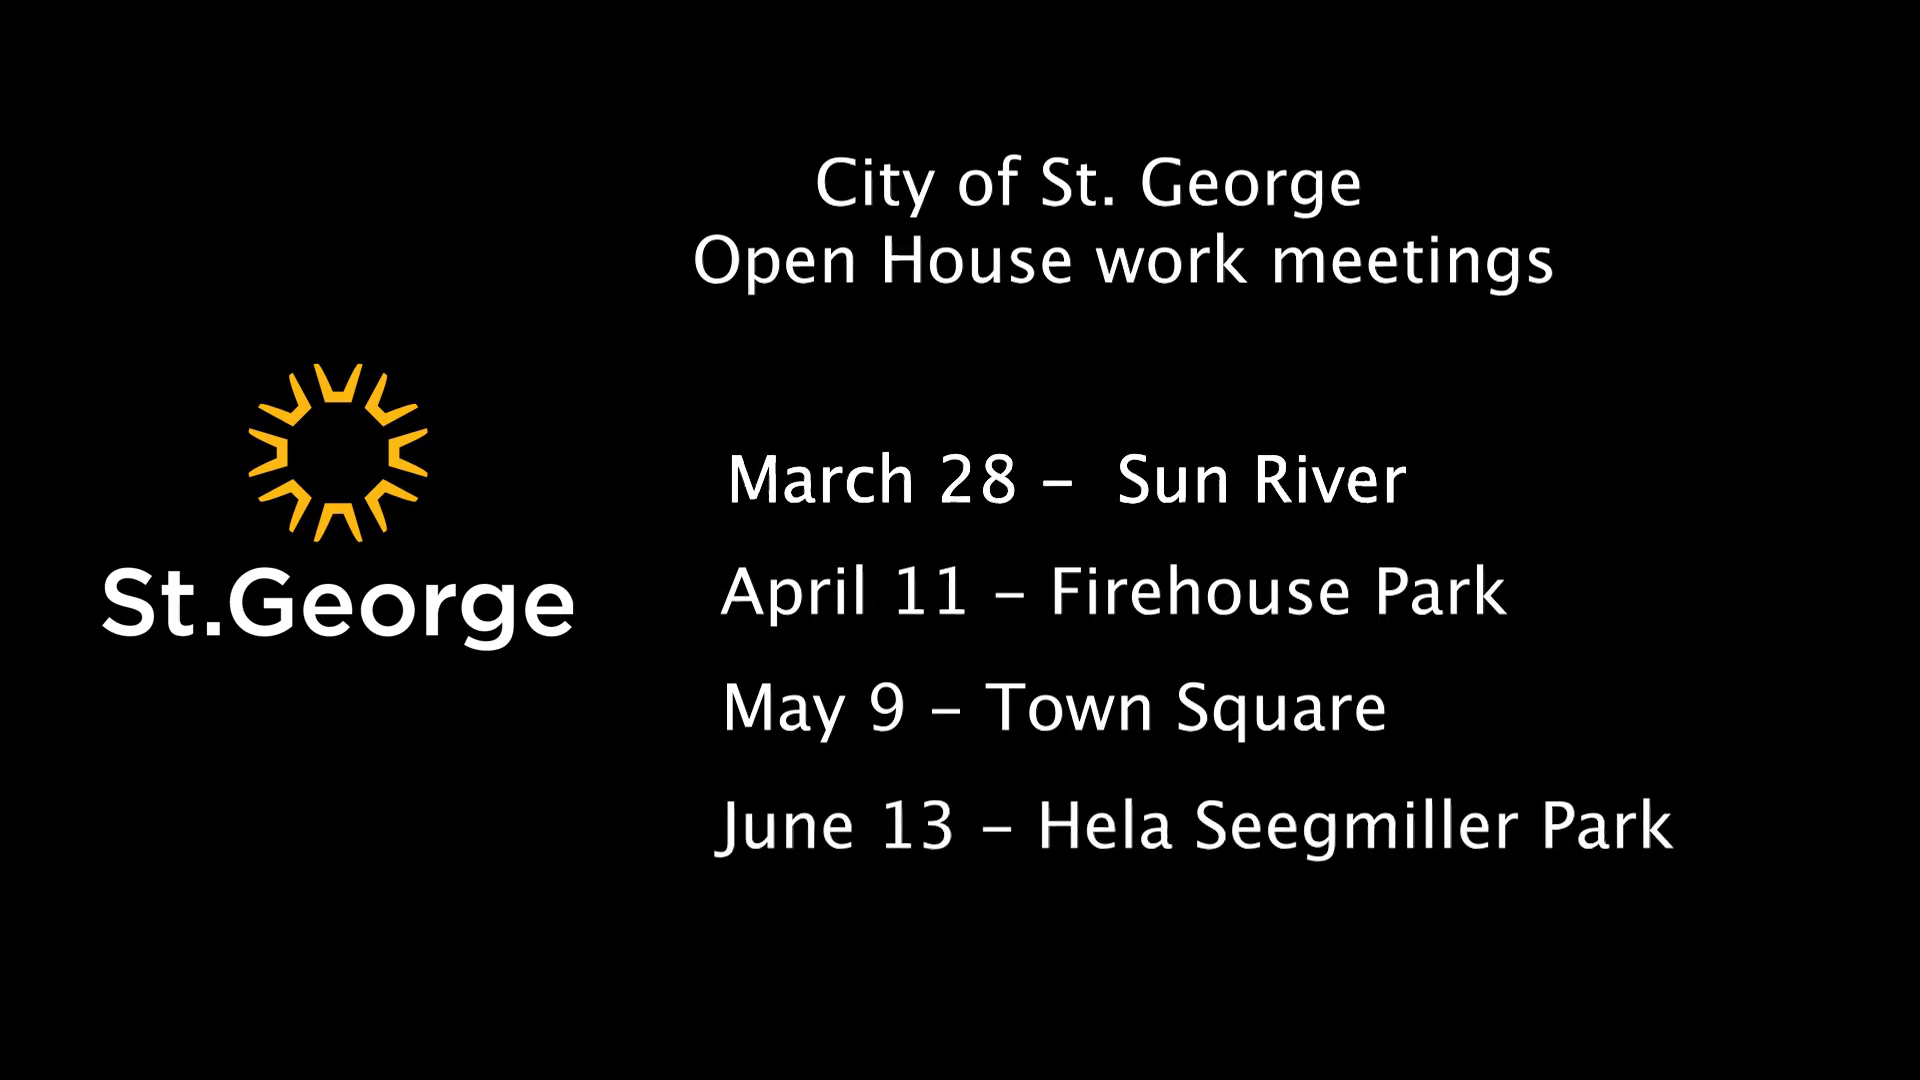 City of St. George
Open House work meetings
St.George
March 28 – Sun River
April 11 – Firehouse Park
May 9 – Town Square
June 13 – Hela Seegmiller Park